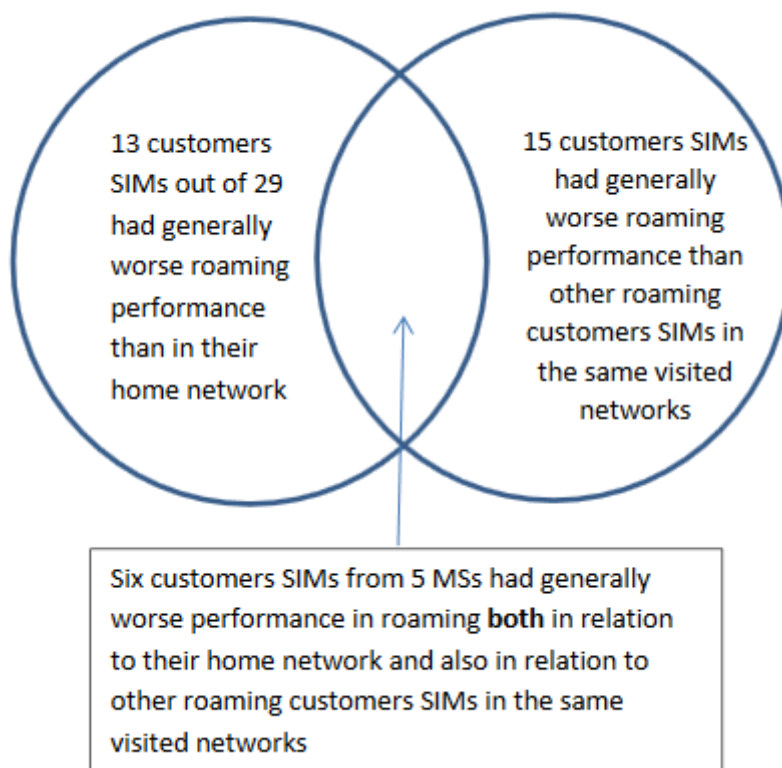 13 customers
SIMs out of 29
had generally
worse roaming
performance
than in their
home network
15 customers SIMs
had generally
worse roaming
performance than
other roaming
customers SIMs in
the same visited
networks
Six customers SIMs from 5 MSs had generally
worse performance in roaming both in relation
to their home network and also in relation to
other roaming customers SIMs in the same
visited networks